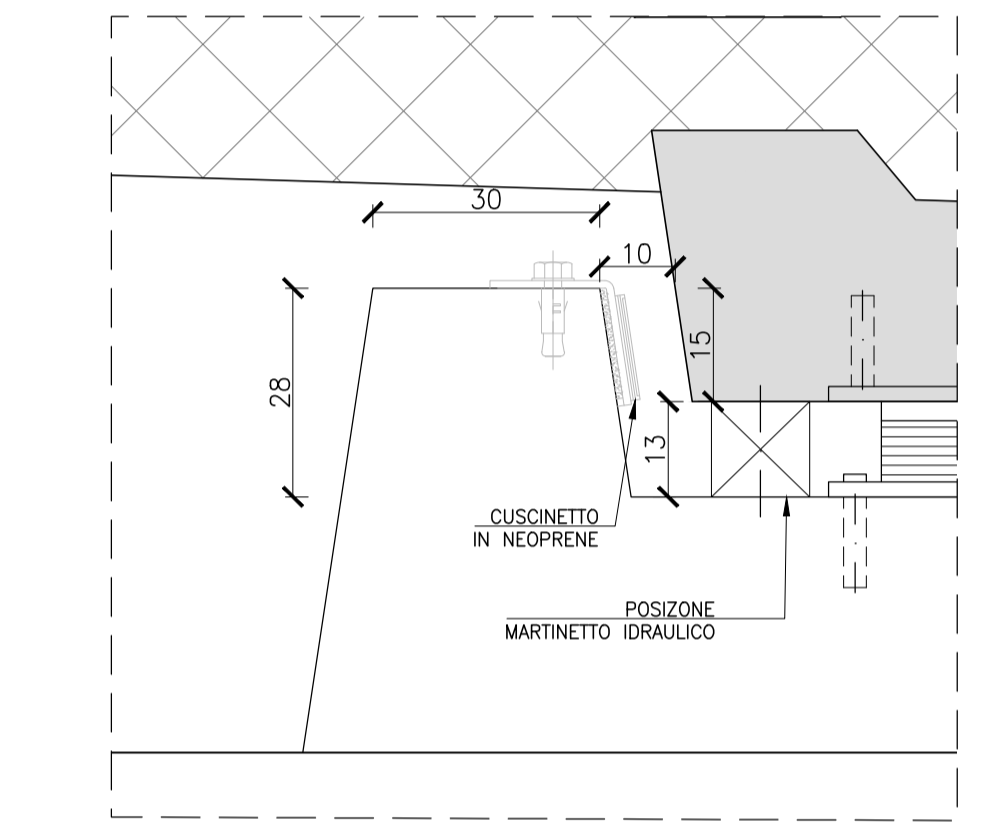 30
10
28
15
13
CUSCINETTO
IN NEOPRENE
POSIZONE
MARTINETTO IDRAULICO